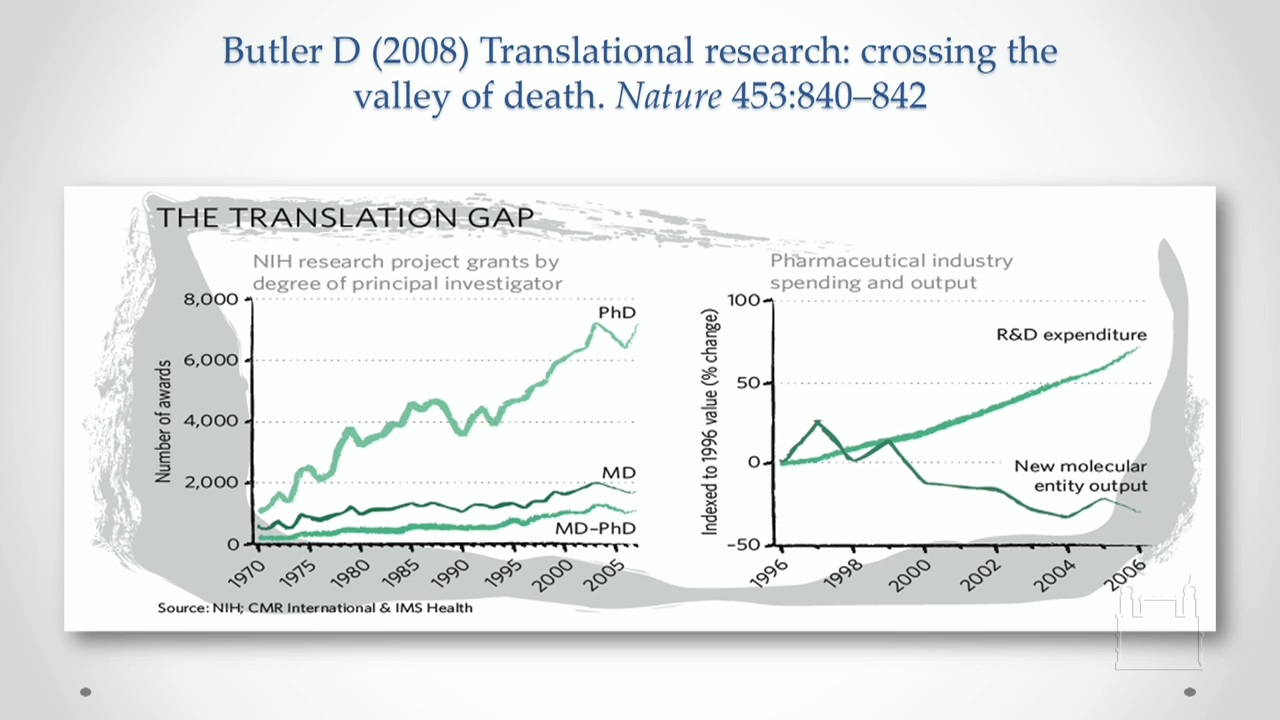 Butler D (2008) Translational research: crossing the
valley of death. Nature 453:840–842
THE TRANSLATION GAP
NIH research project grants by
degree of principal investigator
8,000
6,000
4,000
2,000
0
Number of awards
PhD
MD
MD–PhD
1970
1975
1980
1985
1990
1995
2000
2005
Source: NIH; CMR International & IMS Health
Pharmaceutical industry
spending and output
100
50
0
–50
Indexed to 1996 value (% change)
R&D expenditure
New molecular
entity output
1996
1998
2000
2002
2004
2006